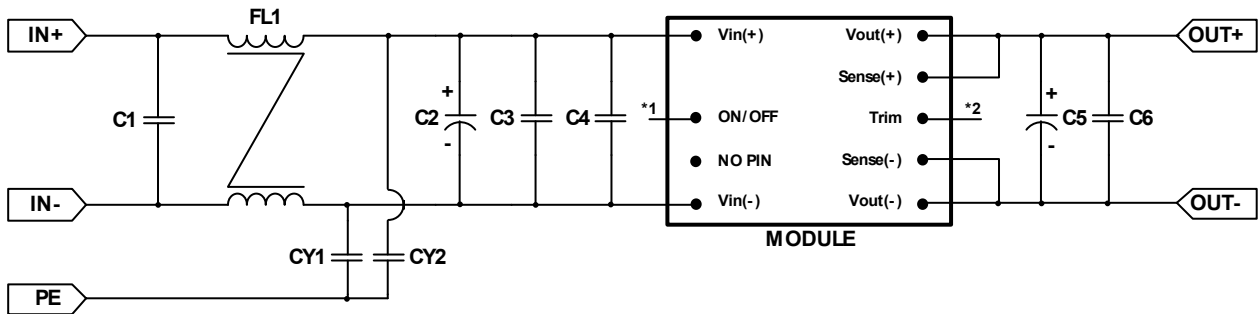 FL1
IN+
Vin(+)
Vout(+)
OUT+
Sense(+)
+
+
C1
C2
C3
C4
*1
ON/OFF
Trim
*2
C5
C6
-
-
NO PIN
Sense(-)
IN-
Vin(-)
Vout(-)
OUT-
MODULE
CY1
CY2
PE